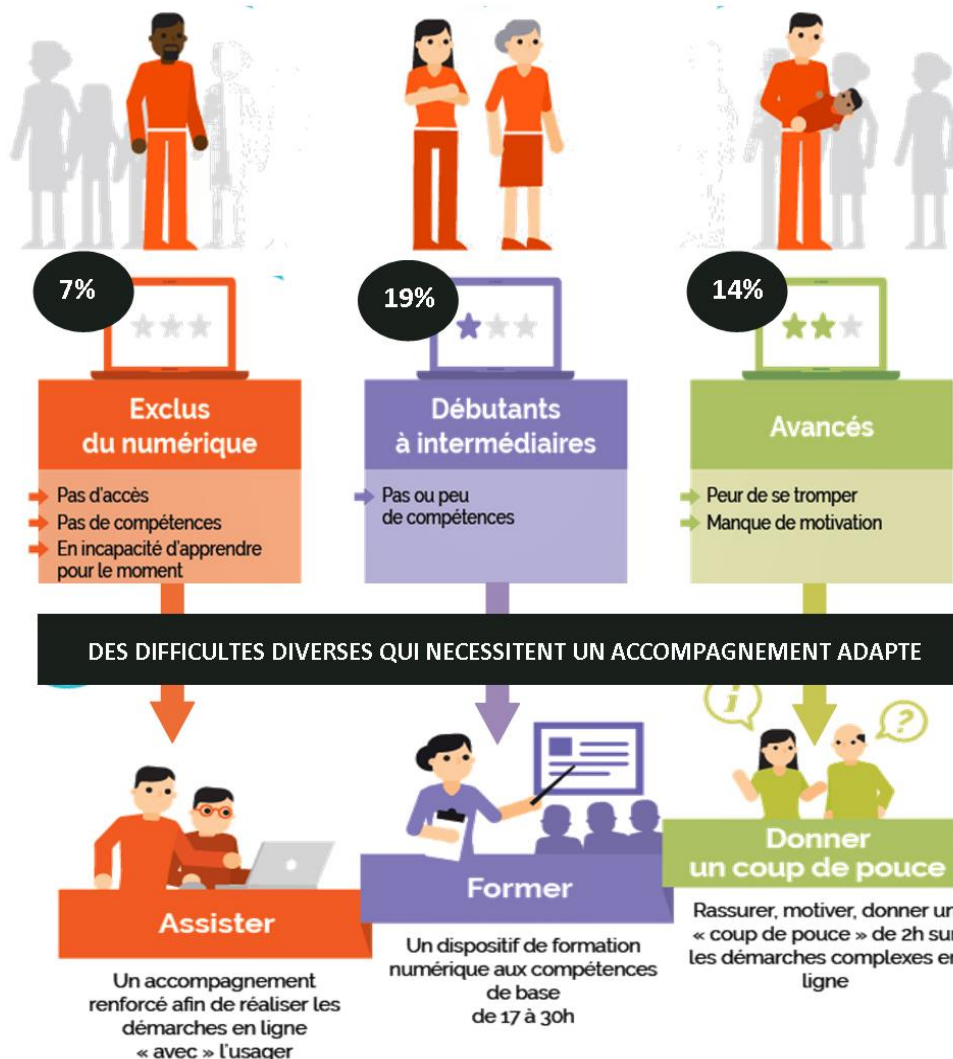 7%
19%
14%
Exclus
du numérique
Débutants
à intermédiaires
Avancés
Pas d'accès
Pas de compétences
En incapacité d'apprendre
pour le moment
Pas ou peu
de compétences
Peur de se tromper
Manque de motivation
DES DIFFICULTES DIVERSES QUI NECESSITENT UN ACCOMPAGNEMENT ADAPTE
i
?
Assister
Un accompagnement
renforcé afin de réaliser les
démarches en ligne
« avec » l'usager
Former
Un dispositif de formation
numérique aux compétences
de base
de 17 à 30h
Donner
un coup de pouce
Rassurer, motiver, donner un
« coup de pouce » de 2h sur
les démarches complexes en
ligne